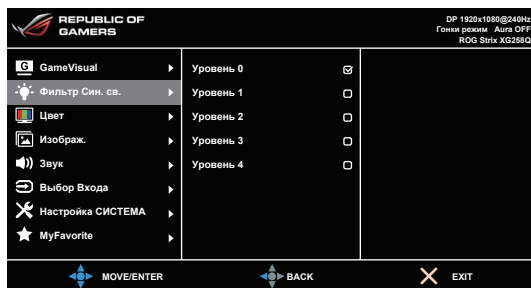 REPUBLIC OF
GAMERS
DP 1920x1080@240Hz
Гонки режим Aura OFF
ROG Strix XG258Q
G GameVisual
Фильтр Син. св.
Цвет
Изображ.
Звук
Выбор Входа
Настройка СИСТЕМА
MyFavorite
Уровень 0
Уровень 1
Уровень 2
Уровень 3
Уровень 4
MOVE/ENTER
BACK
EXIT